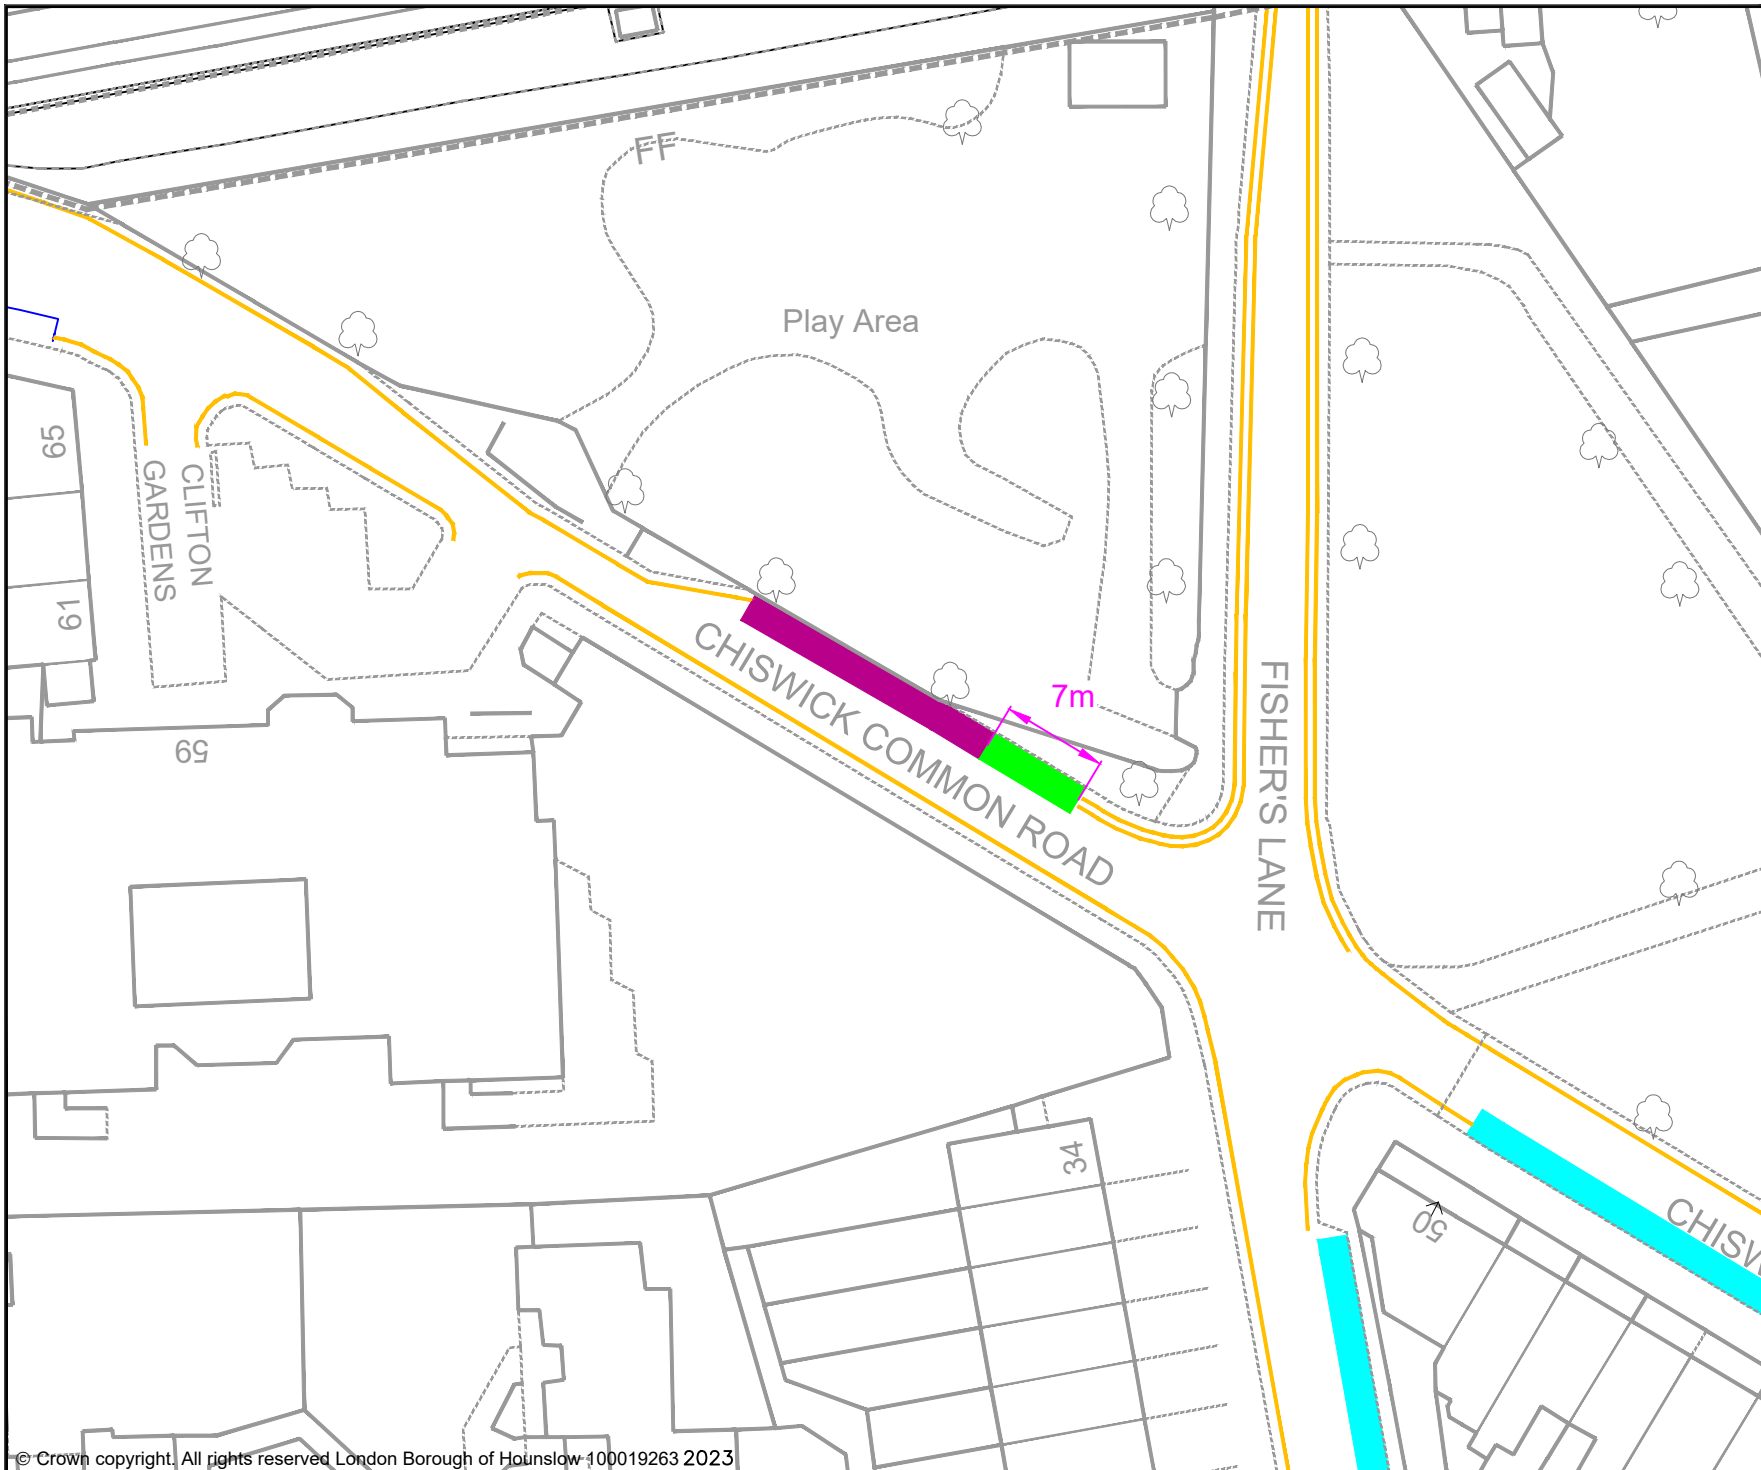 FF
Play Area
65
CLIFTON
GARDENS
61
CHISWICK COMMON ROAD
7m
FISHER'S LANE
59
34
50
CHISW
© Crown copyright. All rights reserved London Borough of Hounslow 100019263 2023